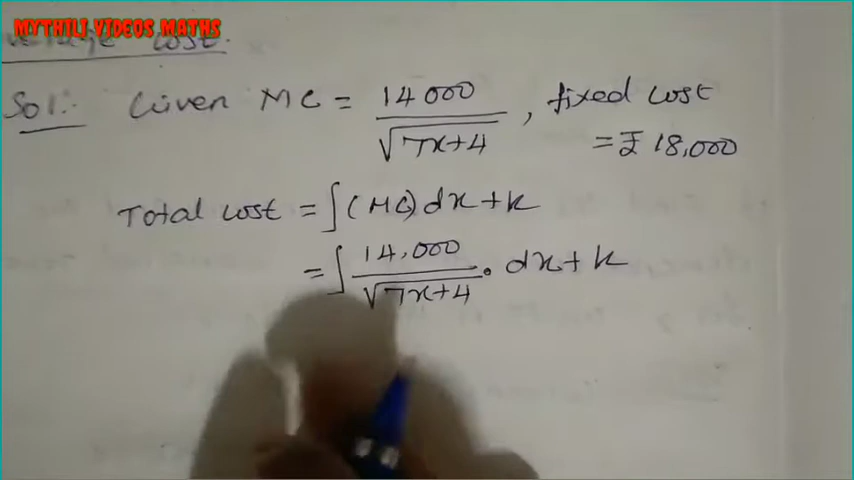 MYTHILI VIDEOS MATHS
cost.
Sol:- Given MC = 14000 / √7x+4 , fixed cost
= ₹ 18,000
Total cost = ∫(MC)dx+k
= ∫ 14,000 / √7x+4 . dx+k